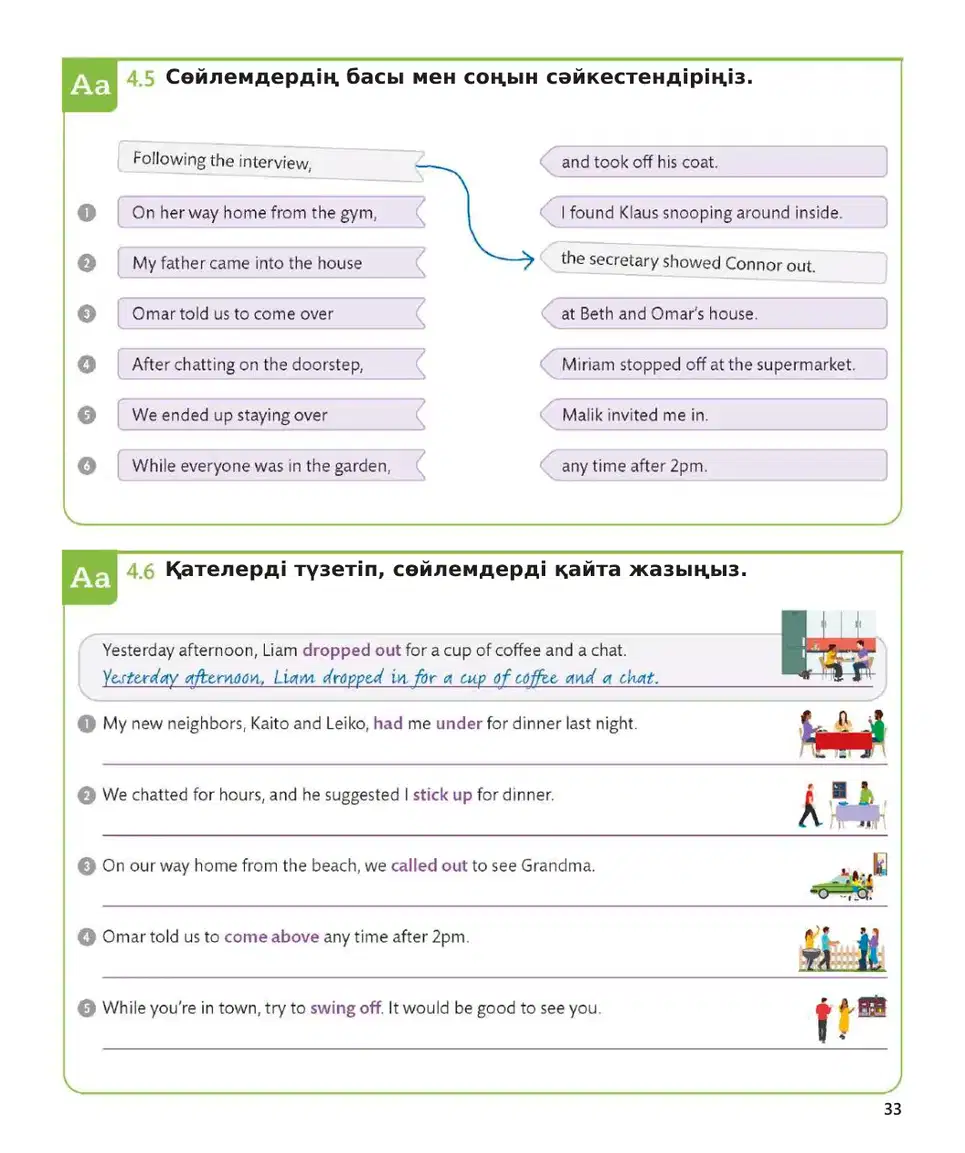 Aa 4.5 Сөйлемдердің басы мен соңын сәйкестендіріңіз.
Following the interview,
and took off his coat.
1 On her way home from the gym,
I found Klaus snooping around inside.
2 My father came into the house
the secretary showed Connor out.
3 Omar told us to come over
at Beth and Omar's house.
4 After chatting on the doorstep,
Miriam stopped off at the supermarket.
5 We ended up staying over
Malik invited me in.
6 While everyone was in the garden,
any time after 2pm.
Aa 4.6 Қателерді түзетіп, сөйлемдерді қайта жазыңыз.
Yesterday afternoon, Liam dropped out for a cup of coffee and a chat.
Yesterday afternoon, Liam dropped in for a cup of coffee and a chat.
1 My new neighbors, Kaito and Leiko, had me under for dinner last night.
2 We chatted for hours, and he suggested I stick up for dinner.
3 On our way home from the beach, we called out to see Grandma.
4 Omar told us to come above any time after 2pm.
5 While you're in town, try to swing off. It would be good to see you.
33